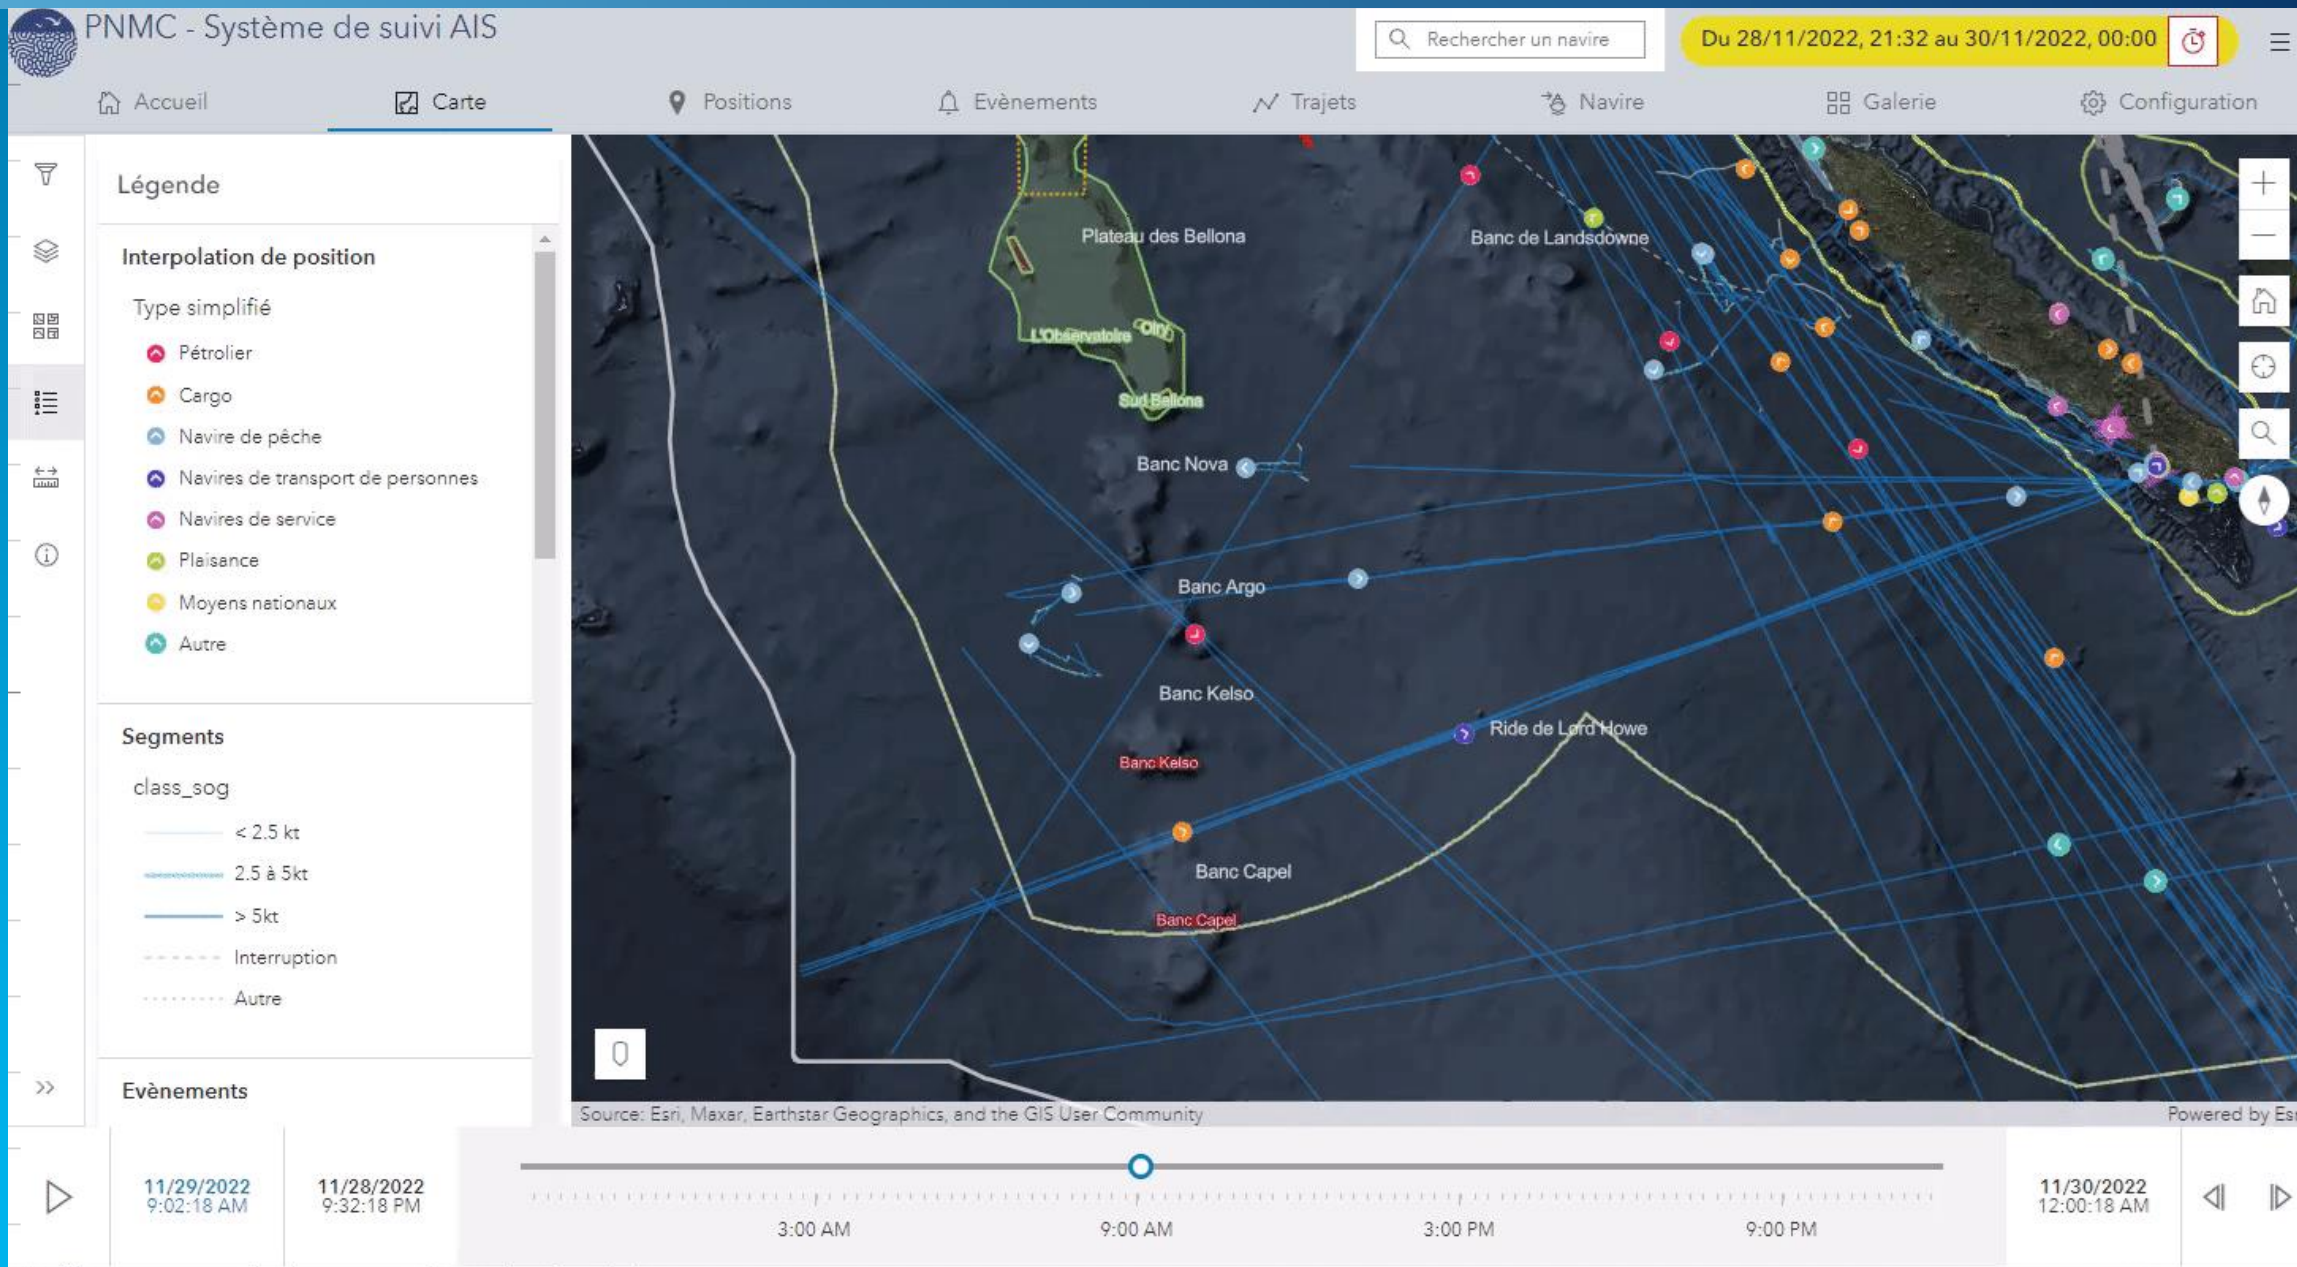 PNMC - Système de suivi AIS
Rechercher un navire
Du 28/11/2022, 21:32 au 30/11/2022, 00:00
Accueil
Carte
Positions
Evènements
Trajets
Navire
Galerie
Configuration
Légende
Interpolation de position
Type simplifié
Pétrolier
Cargo
Navire de pêche
Navires de transport de personnes
Navires de service
Plaisance
Moyens nationaux
Autre
Segments
class_sog
< 2.5 kt
2.5 à 5kt
> 5kt
Interruption
Autre
Evènements
Plateau des Bellona
Banc de Landsdowne
L'Observatoire
Olry
Sud Bellona
Banc Nova
Banc Argo
Banc Kelso
Ride de Lord Howe
Banc Kelso
Banc Capel
Banc Capel
Source: Esri, Maxar, Earthstar Geographics, and the GIS User Community
Powered by Esr
11/29/2022
9:02:18 AM
11/28/2022
9:32:18 PM
3:00 AM
9:00 AM
3:00 PM
9:00 PM
11/30/2022
12:00:18 AM